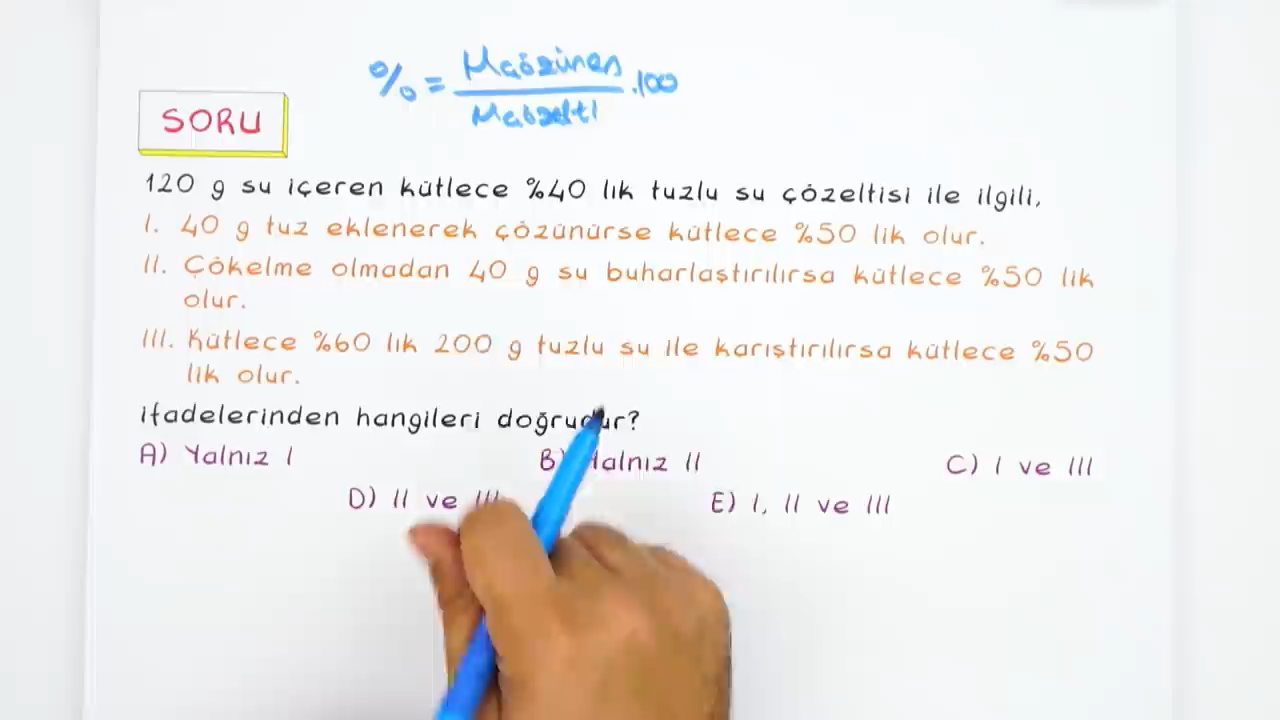 % = Mçözünen / Mçözelti .100
SORU
120 g su içeren kütlece %40 lık tuzlu su çözeltisi ile ilgili,
I. 40 g tuz eklenerek çözünürse kütlece %50 lik olur.
II. Çökelme olmadan 40 g su buharlaştırılırsa kütlece %50 lik
olur.
III. Kütlece %60 lık 200 g tuzlu su ile karıştırılırsa kütlece %50
lik olur.
ifadelerinden hangileri doğrudur?
A) Yalnız I
B) Yalnız II
C) I ve III
D) II ve III
E) I, II ve III